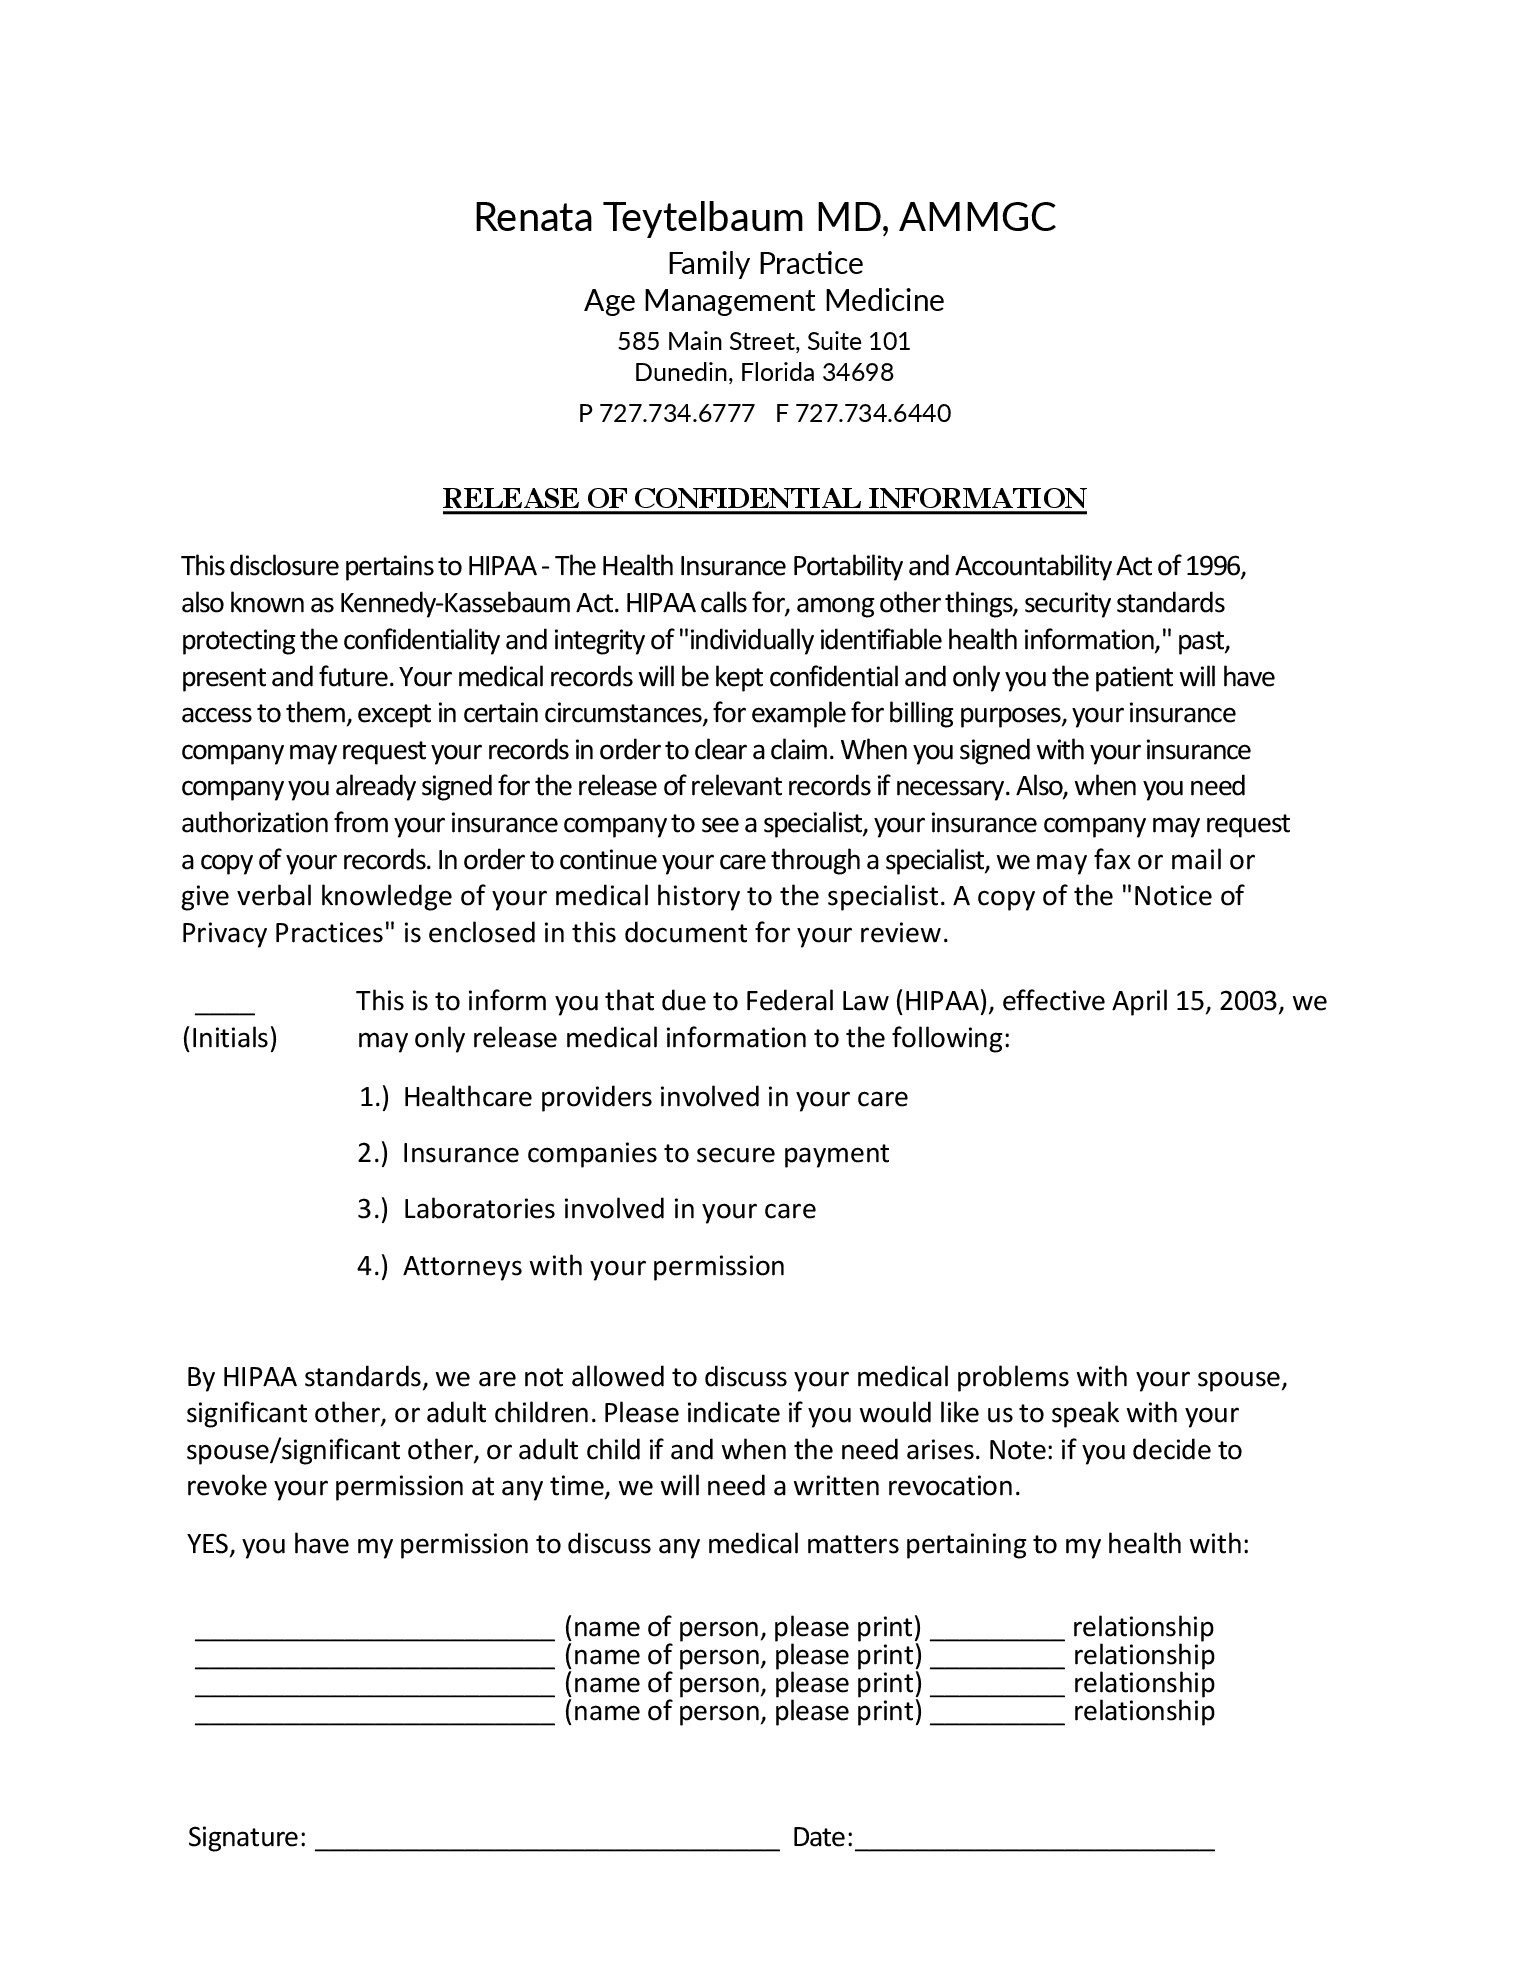 Renata Teytelbaum MD, AMMGC
Family Practice
Age Management Medicine
585 Main Street, Suite 101
Dunedin, Florida 34698
P 727.734.6777 F 727.734.6440
RELEASE OF CONFIDENTIAL INFORMATION
This disclosure pertains to HIPAA - The Health Insurance Portability and Accountability Act of 1996,
also known as Kennedy-Kassebaum Act. HIPAA calls for, among other things, security standards
protecting the confidentiality and integrity of "individually identifiable health information," past,
present and future. Your medical records will be kept confidential and only you the patient will have
access to them, except in certain circumstances, for example for billing purposes, your insurance
company may request your records in order to clear a claim. When you signed with your insurance
company you already signed for the release of relevant records if necessary. Also, when you need
authorization from your insurance company to see a specialist, your insurance company may request
a copy of your records. In order to continue your care through a specialist, we may fax or mail or
give verbal knowledge of your medical history to the specialist. A copy of the "Notice of
Privacy Practices" is enclosed in this document for your review.
____ This is to inform you that due to Federal Law (HIPAA), effective April 15, 2003, we
(Initials) may only release medical information to the following:
1.) Healthcare providers involved in your care
2.) Insurance companies to secure payment
3.) Laboratories involved in your care
4.) Attorneys with your permission
By HIPAA standards, we are not allowed to discuss your medical problems with your spouse,
significant other, or adult children. Please indicate if you would like us to speak with your
spouse/significant other, or adult child if and when the need arises. Note: if you decide to
revoke your permission at any time, we will need a written revocation.
YES, you have my permission to discuss any medical matters pertaining to my health with:
________________________ (name of person, please print) _________ relationship
________________________ (name of person, please print) _________ relationship
________________________ (name of person, please print) _________ relationship
________________________ (name of person, please print) _________ relationship
Signature: _______________________________ Date:________________________